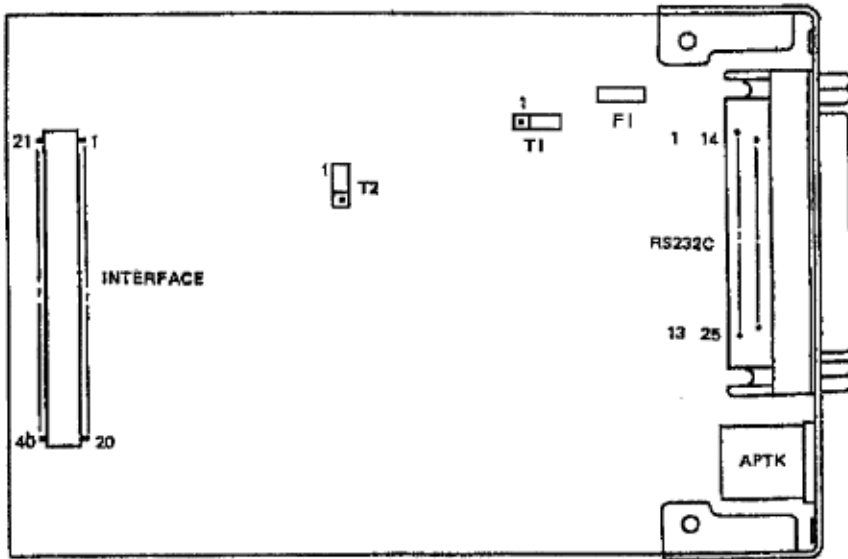 1
F1
T1
1 14
21 1
1
T2
RS232C
INTERFACE
13 25
40 20
APTK